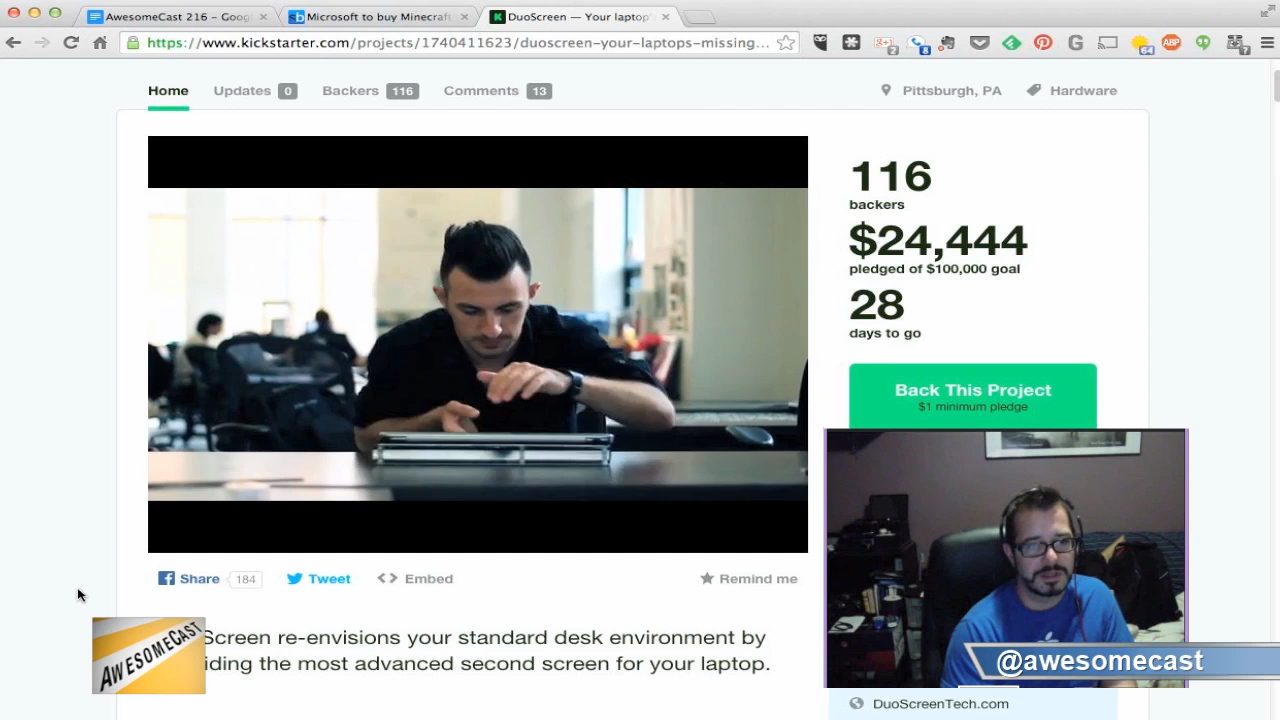 AwesomeCast 216 – Goog
Microsoft to buy Minecraft
DuoScreen — Your laptop'
https://www.kickstarter.com/projects/1740411623/duoscreen-your-laptops-missing...
2
8
64
ABP
?
Home
Updates 0
Backers 116
Comments 13
Pittsburgh, PA
Hardware
116
backers
$24,444
pledged of $100,000 goal
28
days to go
Back This Project
$1 minimum pledge
Share 184
Tweet
Embed
Remind me
Screen re-envisions your standard desk environment by
iding the most advanced second screen for your laptop.
AWESOMECAST
@awesomecast
DuoScreenTech.com